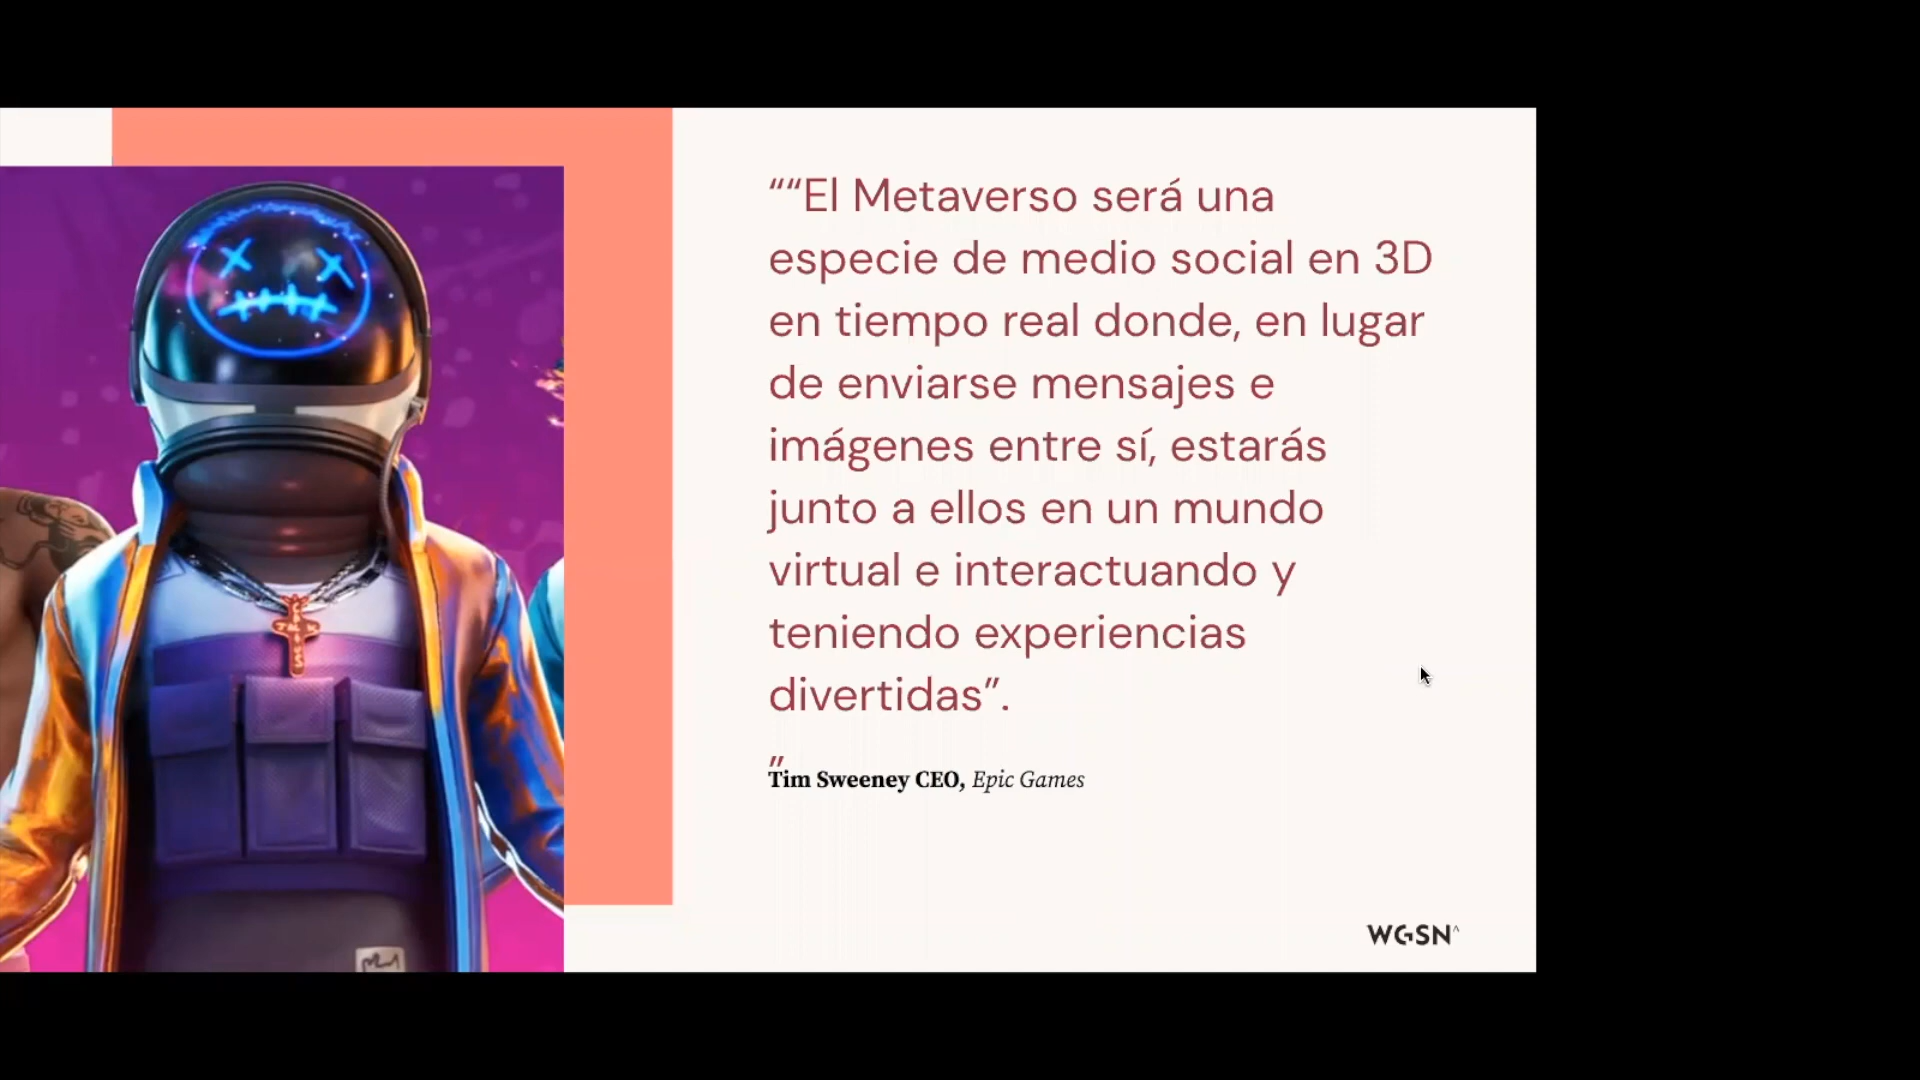 ““El Metaverso será una
especie de medio social en 3D
en tiempo real donde, en lugar
de enviarse mensajes e
imágenes entre sí, estarás
junto a ellos en un mundo
virtual e interactuando y
teniendo experiencias
divertidas”.
”
Tim Sweeney CEO, Epic Games
WGSN^